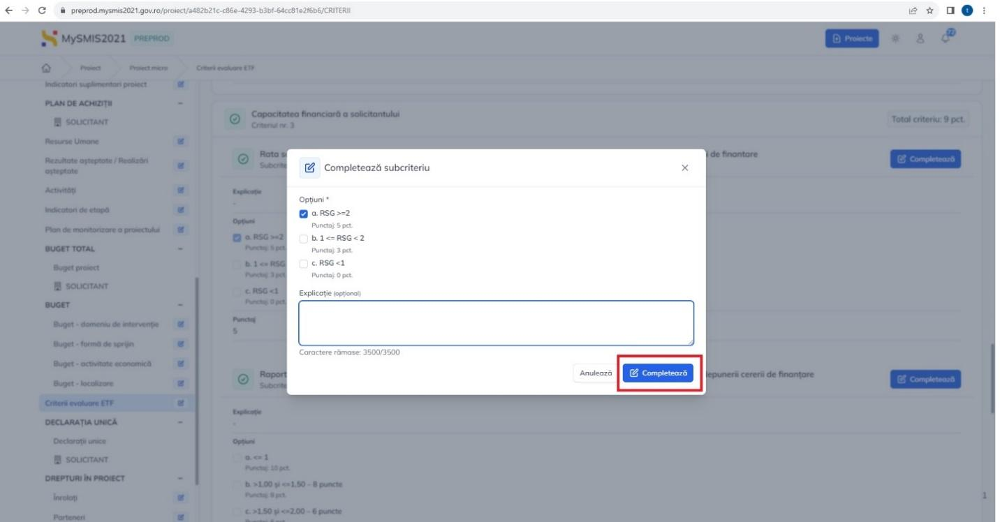 preprod.mysmis2021.gov.ro/proiect/a482b21c-c86e-4293-b3bf-64cc81e2f6b6/CRITERII
t
MySMIS2021 PREPROD
Proiecte
77
Proiect Proiect micro Criterii evaluare ETF
Indicatori suplimentari proiect
PLAN DE ACHIZIȚII
SOLICITANT
Resurse Umane
Rezultate așteptate / Realizări
așteptate
Activități
Indicatori de etapă
Plan de monitorizare a proiectului
BUGET TOTAL
Buget proiect
SOLICITANT
BUGET
Buget - domeniu de intervenție
Buget - formă de sprijin
Buget - activitate economică
Buget - localizare
Criterii evaluare ETF
DECLARAȚIA UNICĂ
Declarații unice
SOLICITANT
DREPTURI ÎN PROIECT
Înrolați
Parteneri
Capacitatea financiară a solicitantului
Criteriul nr. 3
Total criteriu: 9 pct.
Rata
de finantare
Completează
Explicație
-
Opțiuni
a. RSG >=2
Punctaj: 5 pct.
b. 1 <= RSG
Punctaj: 3 pct.
c. RSG <1
Punctaj: 0 pct.
Punctaj
5
Completează subcriteriu
Opțiuni *
a. RSG >=2
Punctaj: 5 pct.
b. 1 <= RSG < 2
Punctaj: 3 pct.
c. RSG <1
Punctaj: 0 pct.
Explicație (opțional)
Caractere rămase: 3500/3500
Anulează
Completează
Raport
depunerii cererii de finanțare
Completează
Explicație
-
Opțiuni
a. <= 1
Punctaj: 10 pct.
b. >1,00 și <=1,50 – 8 puncte
Punctaj: 8 pct.
c. >1,50 și <=2,00 – 6 puncte
Punctaj: 6 pct.
1